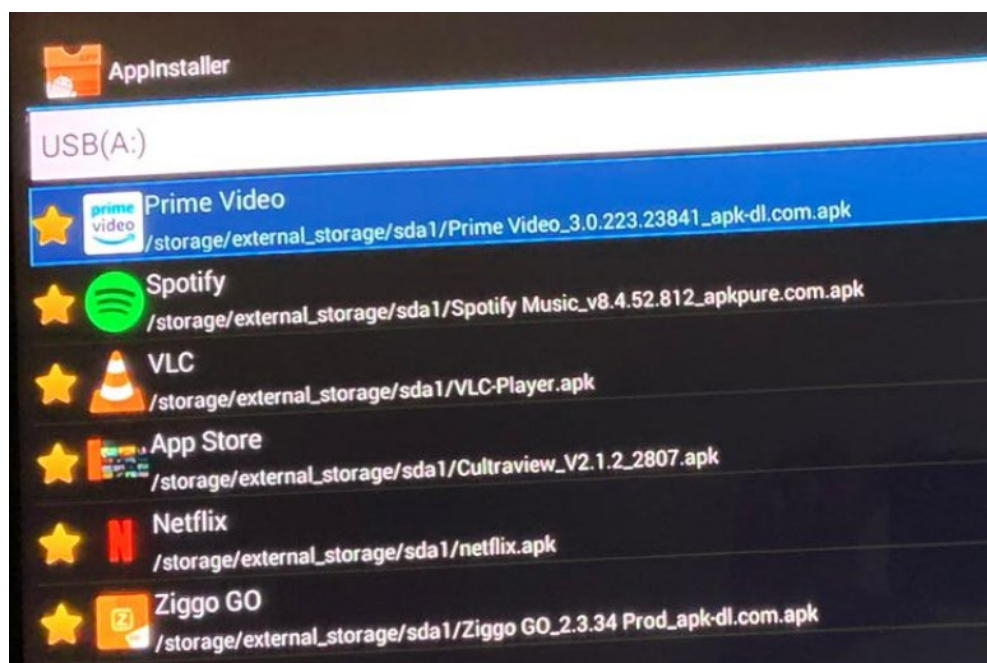 AppInstaller
USB(A:)
prime
video
Prime Video
/storage/external_storage/sda1/Prime Video_3.0.223.23841_apk-dl.com.apk
Spotify
/storage/external_storage/sda1/Spotify Music_v8.4.52.812_apkpure.com.apk
VLC
/storage/external_storage/sda1/VLC-Player.apk
App Store
/storage/external_storage/sda1/Cultraview_V2.1.2_2807.apk
N
Netflix
/storage/external_storage/sda1/netflix.apk
Z
Ziggo GO
/storage/external_storage/sda1/Ziggo GO_2.3.34 Prod_apk-dl.com.apk